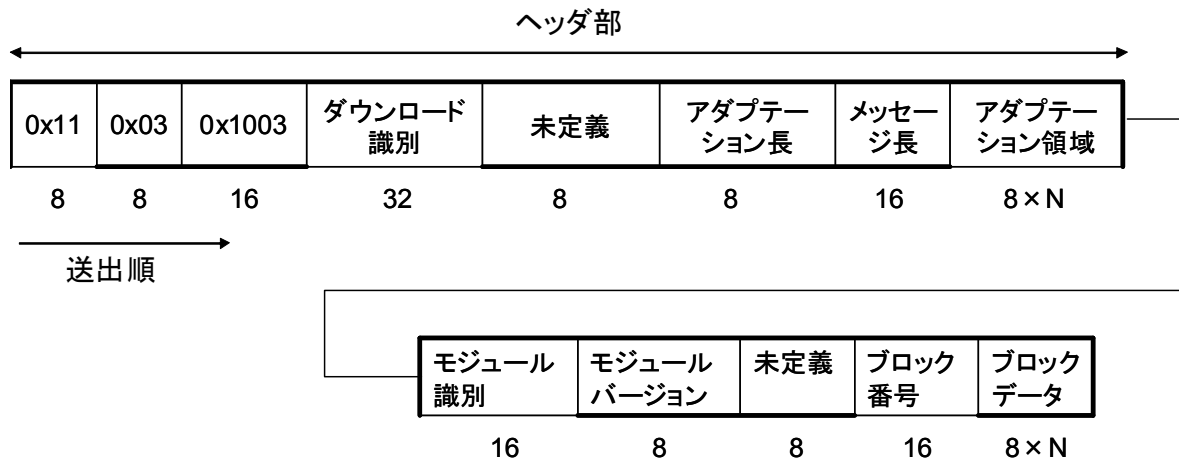 ヘッダ部
0x11 0x03 0x1003 ダウンロード 未定義 アダプテー メッセー アダプテー
識別 ション長 ジ長 ション領域
8 8 16 32 8 8 16 8×N
送出順
モジュール モジュール 未定義 ブロック ブロック
識別 バージョン 番号 データ
16 8 8 16 8×N